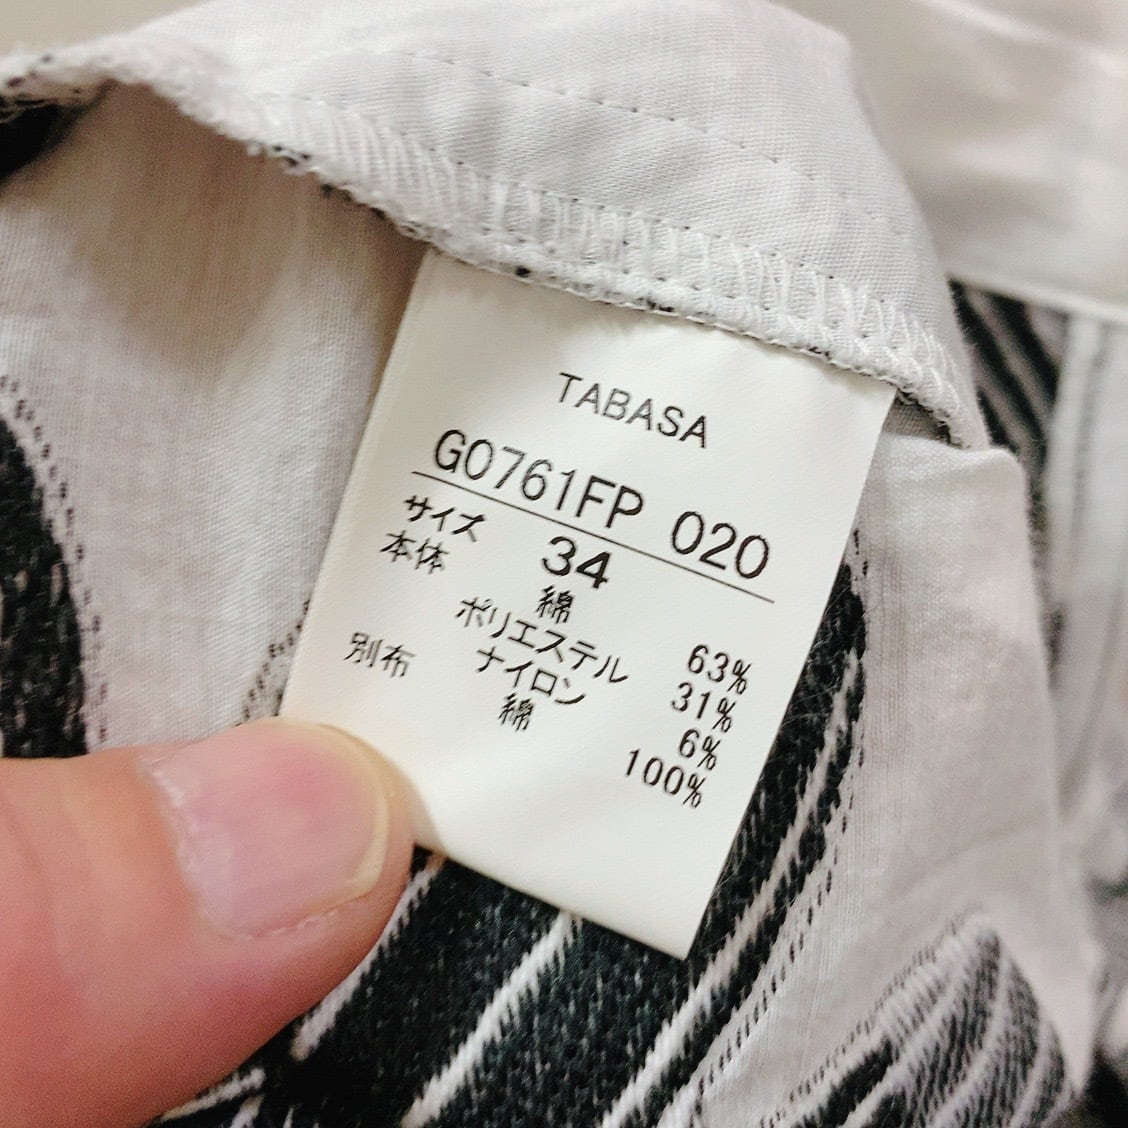 TABASA
G0761FP 020
サイズ 34
本体 綿 63%
ポリエステル 31%
ナイロン 6%
別布 綿 100%